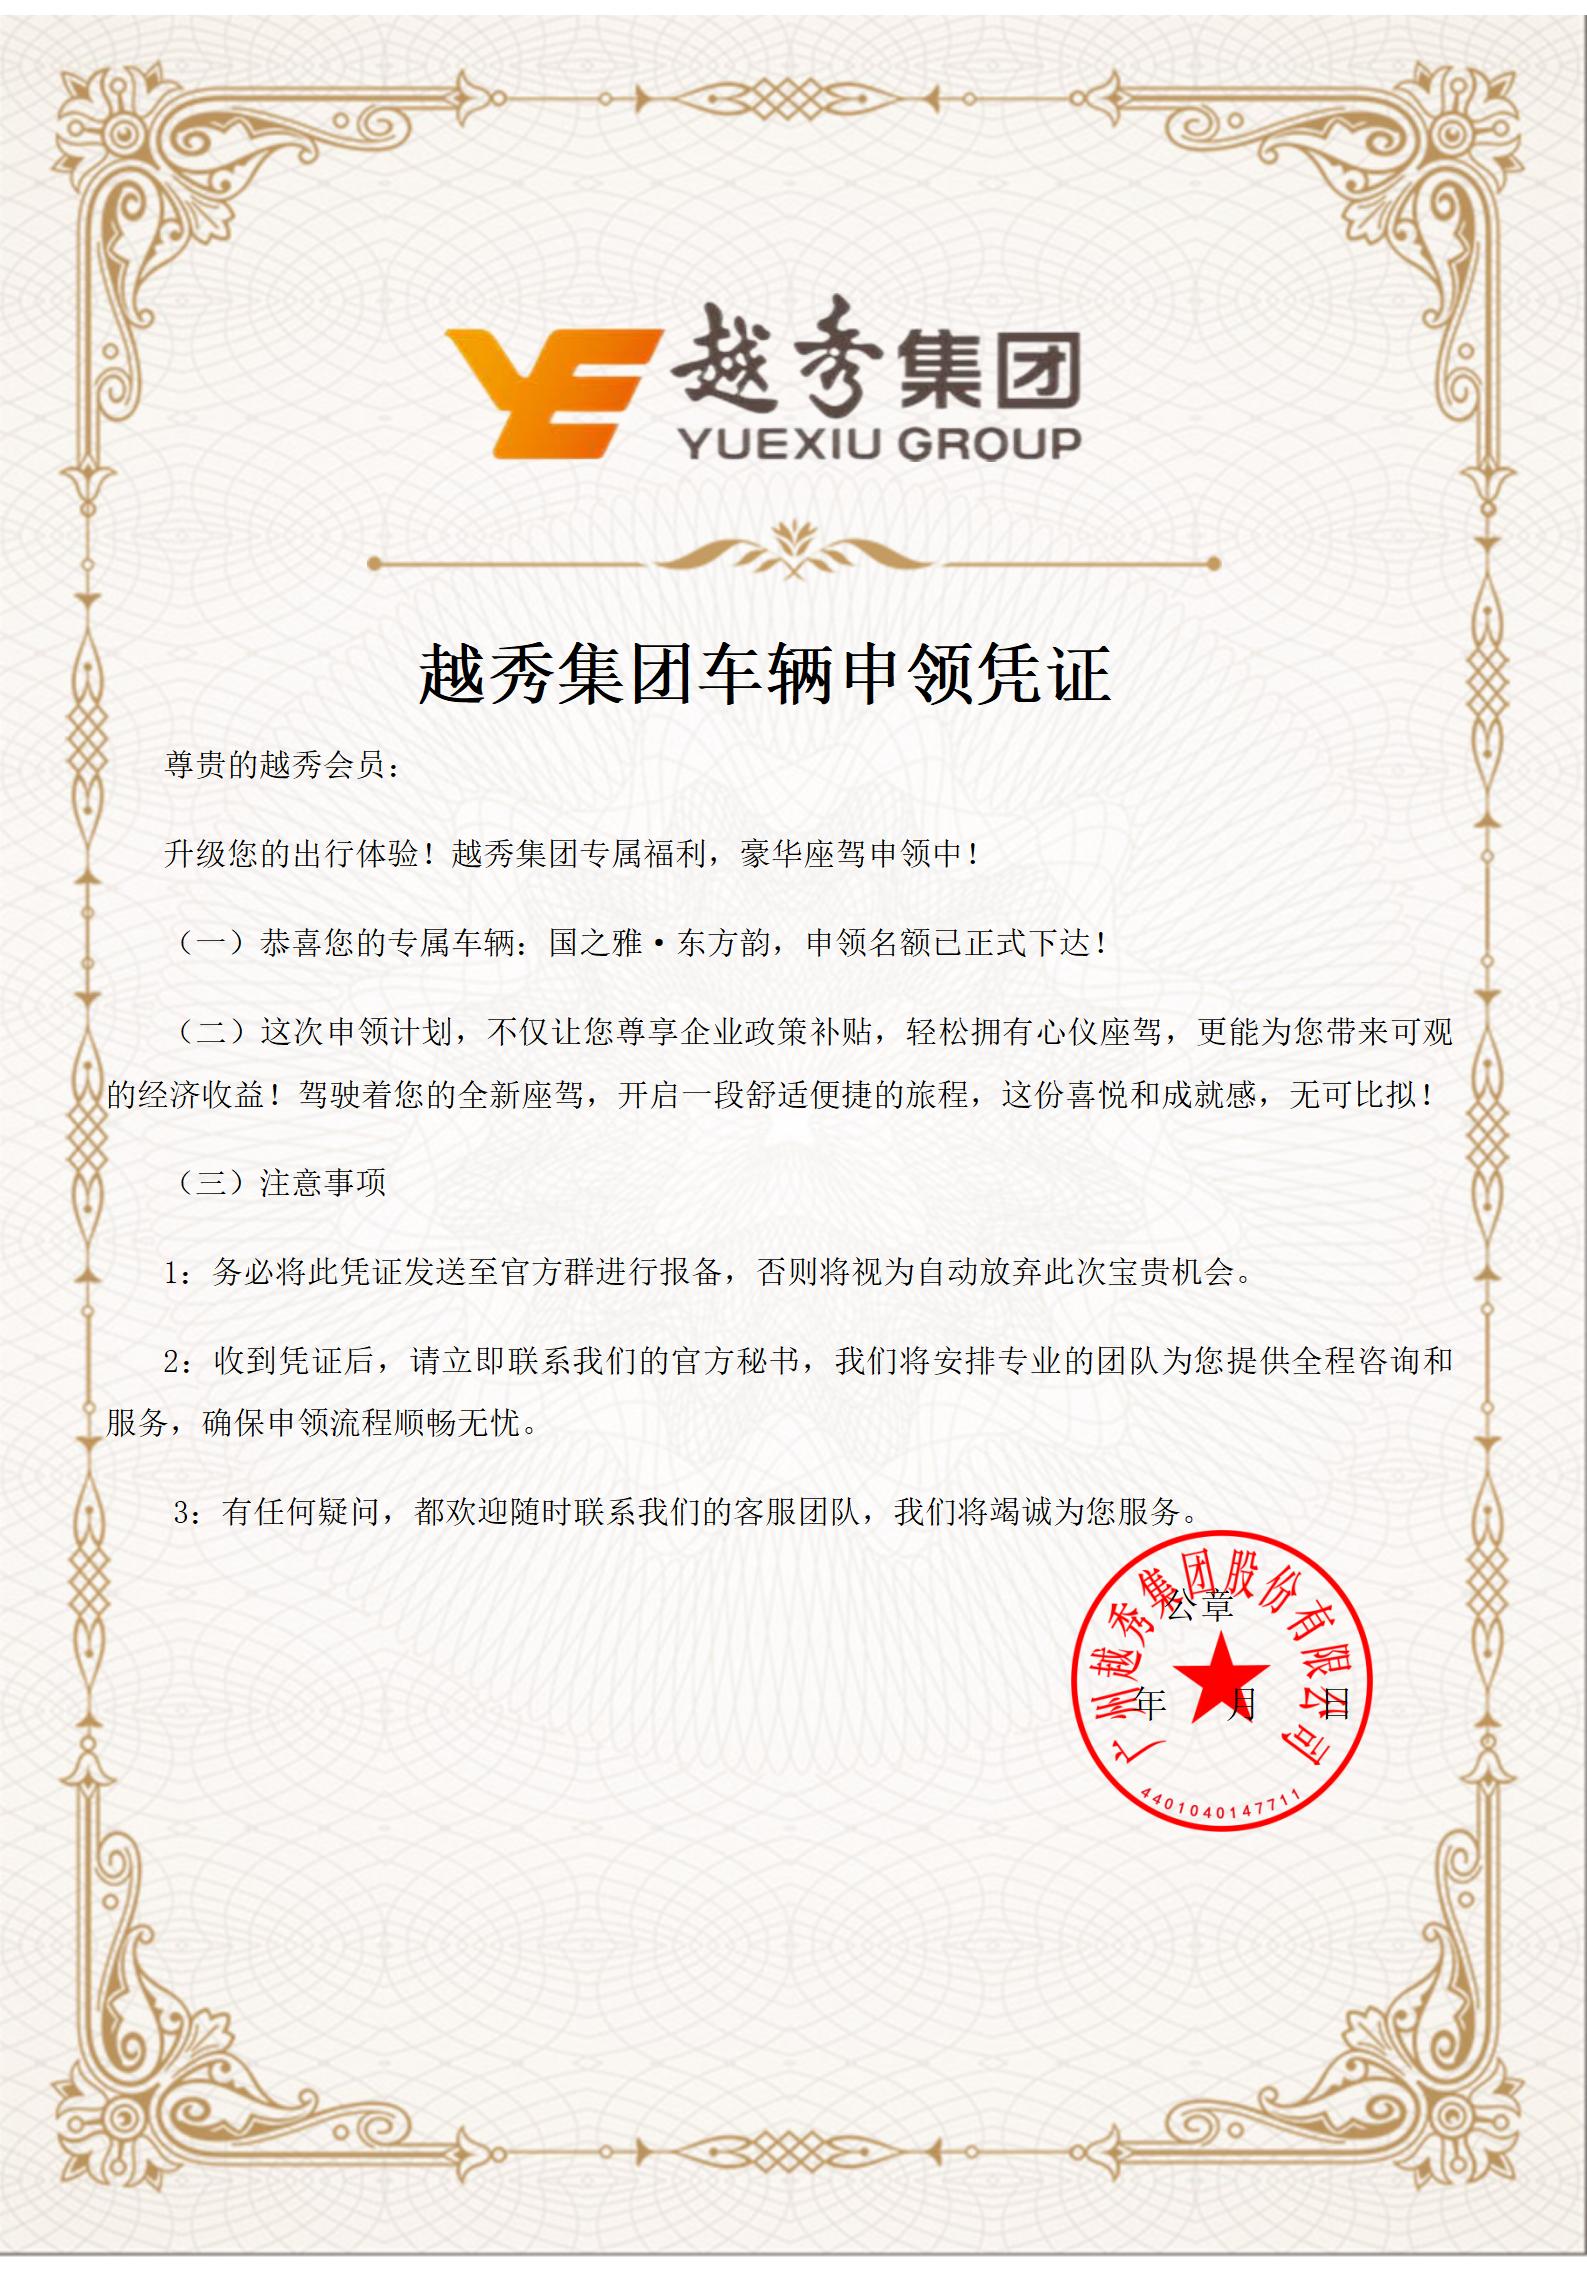 越秀集团
YUEXIU GROUP
越秀集团车辆申领凭证
尊贵的越秀会员：
升级您的出行体验！越秀集团专属福利，豪华座驾申领中！
（一）恭喜您的专属车辆：国之雅·东方韵，申领名额已正式下达！
（二）这次申领计划，不仅让您尊享企业政策补贴，轻松拥有心仪座驾，更能为您带来可观
的经济收益！驾驶着您的全新座驾，开启一段舒适便捷的旅程，这份喜悦和成就感，无可比拟！
（三）注意事项
1：务必将此凭证发送至官方群进行报备，否则将视为自动放弃此次宝贵机会。
2：收到凭证后，请立即联系我们的官方秘书，我们将安排专业的团队为您提供全程咨询和
服务，确保申领流程顺畅无忧。
3：有任何疑问，都欢迎随时联系我们的客服团队，我们将竭诚为您服务。
公章
年 月 日
广州越秀集团股份有限公司
4401040147711